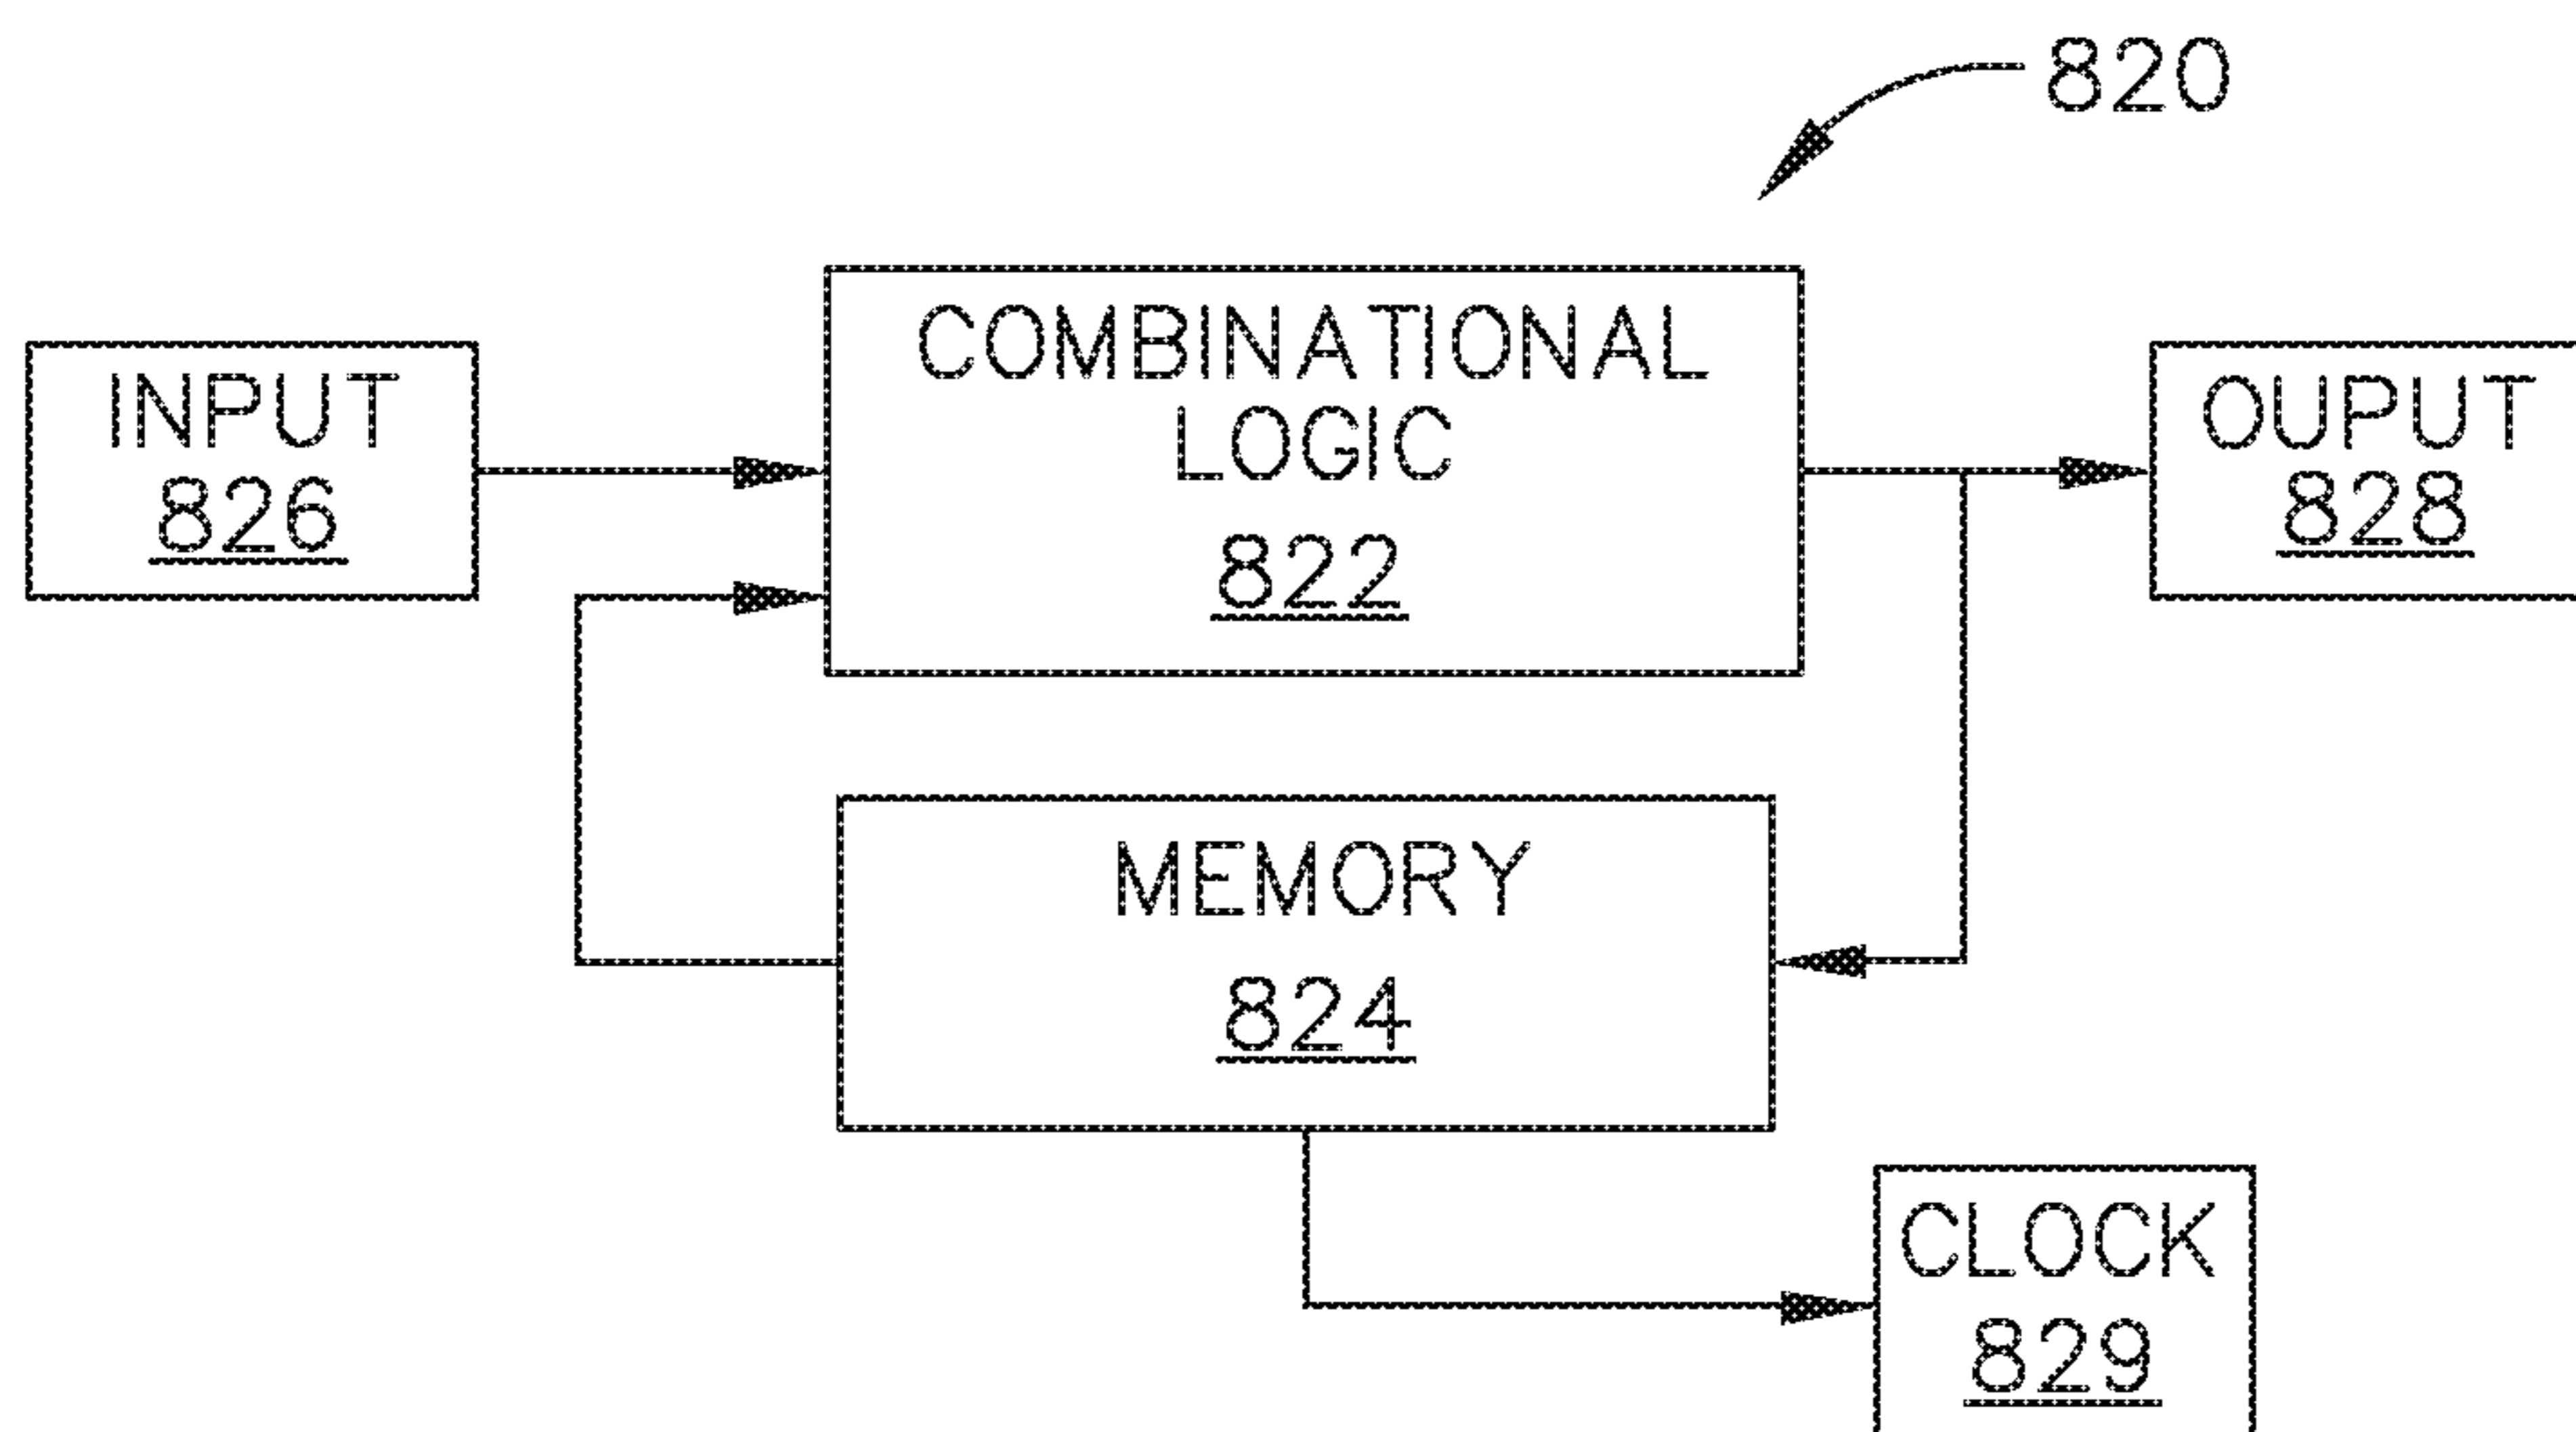 820
COMBINATIONAL
LOGIC
822
INPUT
826
OUPUT
828
MEMORY
824
CLOCK
829